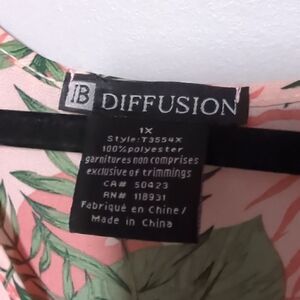 IB DIFFUSION
1X
Style:T3554X
100%polyester
garnitures non comprises
exclusive of trimmings
CA# 50423
RN# 118931
Fabriqué en Chine/
Made in China